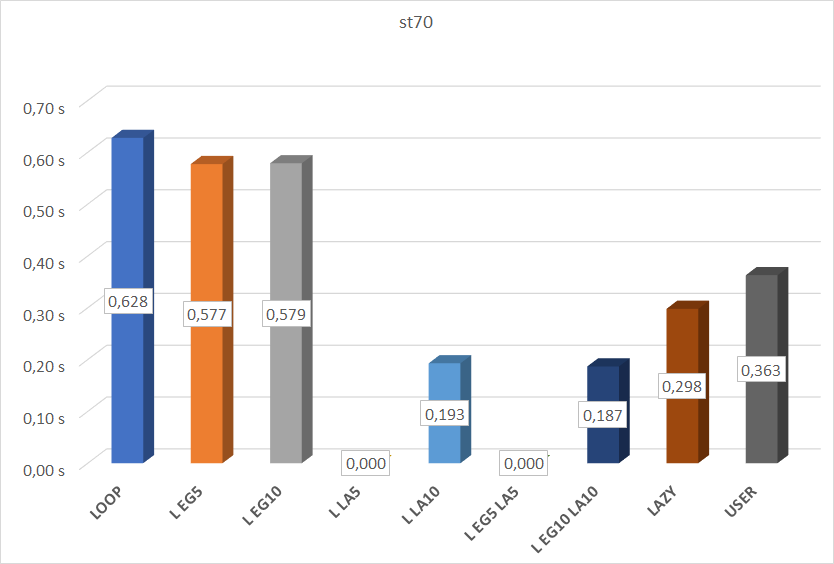 st70
0,70 s
0,60 s
0,50 s
0,40 s
0,30 s
0,20 s
0,10 s
0,00 s
0,628
0,577
0,579
0,000
0,193
0,000
0,187
0,298
0,363
LOOP
L EG5
L EG10
L LA5
L LA10
L EG5 LA5
L EG10 LA10
LAZY
USER